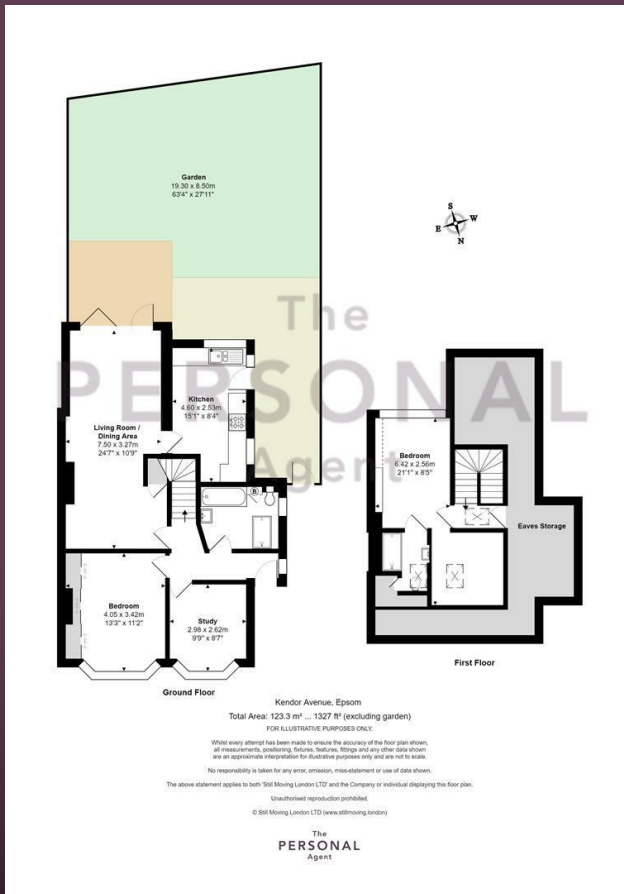 Garden
19.30 x 8.50m
63'4" x 27'11"
S
W
E
N
The
PERSONAL
Agent
Kitchen
4.60 x 2.53m
15'1" x 8'4"
Living Room /
Dining Area
7.50 x 3.27m
24'7" x 10'9"
B
Bedroom
4.05 x 3.42m
13'3" x 11'2"
Study
2.98 x 2.62m
9'9" x 8'7"
Ground Floor
Bedroom
6.42 x 2.56m
21'1" x 8'5"
Eaves Storage
First Floor
Kendor Avenue, Epsom
Total Area: 123.3 m² ... 1327 ft² (excluding garden)
FOR ILLUSTRATIVE PURPOSES ONLY.
Whilst every attempt has been made to ensure the accuracy of the floor plan shown,
all measurements, positioning, fixtures, features, fittings and any other data shown
are an approximate interpretation for illustrative purposes only and are not to scale.
No responsibility is taken for any error, omission, miss-statement or use of data shown.
The above statement applies to both 'Still Moving London LTD' and the Company or individual displaying this floor plan.
Unauthorised reproduction prohibited.
© Still Moving London LTD (www.stillmoving.london)
The
PERSONAL
Agent